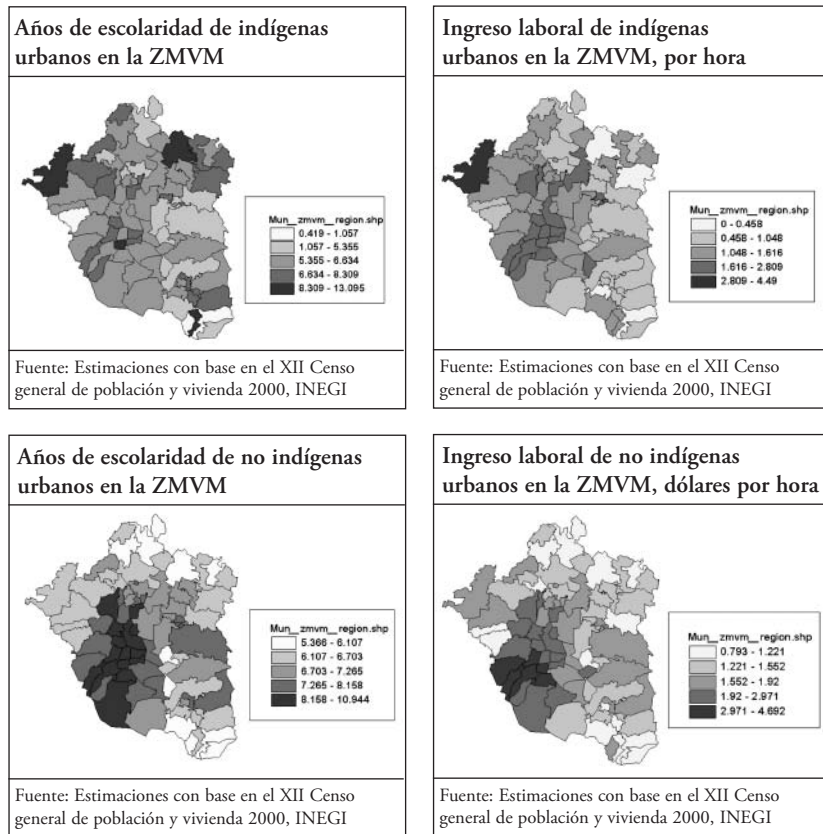 Años de escolaridad de indígenas
urbanos en la ZMVM
Mun__zmvm__region.shp
0.419 - 1.057
1.057 - 5.355
5.355 - 6.634
6.634 - 8.309
8.309 - 13.095
Fuente: Estimaciones con base en el XII Censo
general de población y vivienda 2000, INEGI
Ingreso laboral de indígenas
urbanos en la ZMVM, por hora
Mun__zmvm__region.shp
0 - 0.458
0.458 - 1.048
1.048 - 1.616
1.616 - 2.809
2.809 - 4.49
Fuente: Estimaciones con base en el XII Censo
general de población y vivienda 2000, INEGI
Años de escolaridad de no indígenas
urbanos en la ZMVM
Mun__zmvm__region.shp
5.366 - 6.107
6.107 - 6.703
6.703 - 7.265
7.265 - 8.158
8.158 - 10.944
Fuente: Estimaciones con base en el XII Censo
general de población y vivienda 2000, INEGI
Ingreso laboral de no indígenas
urbanos en la ZMVM, dólares por hora
Mun__zmvm__region.shp
0.793 - 1.221
1.221 - 1.552
1.552 - 1.92
1.92 - 2.971
2.971 - 4.692
Fuente: Estimaciones con base en el XII Censo
general de población y vivienda 2000, INEGI